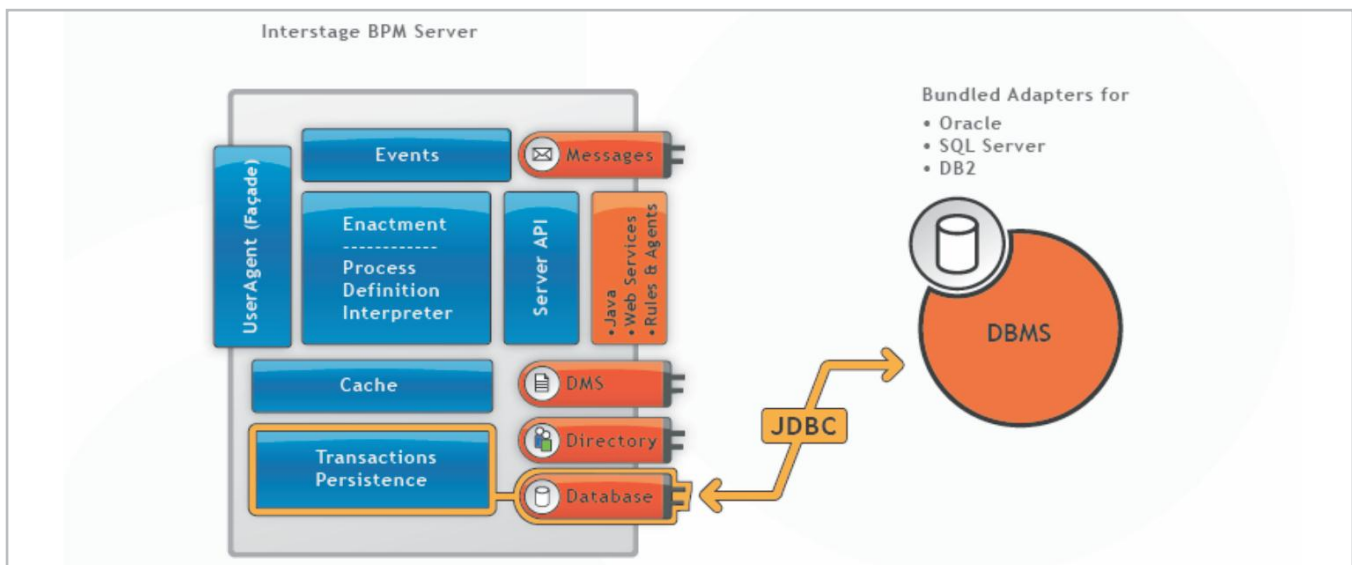 Interstage BPM Server
Bundled Adapters for
• Oracle
• SQL Server
• DB2
UserAgent (Façade)
Events
Messages
Enactment
------------
Process
Definition
Interpreter
Server API
•Java
•Web Services
•Rules & Agents
DBMS
Cache
DMS
JDBC
Directory
Transactions
Persistence
Database